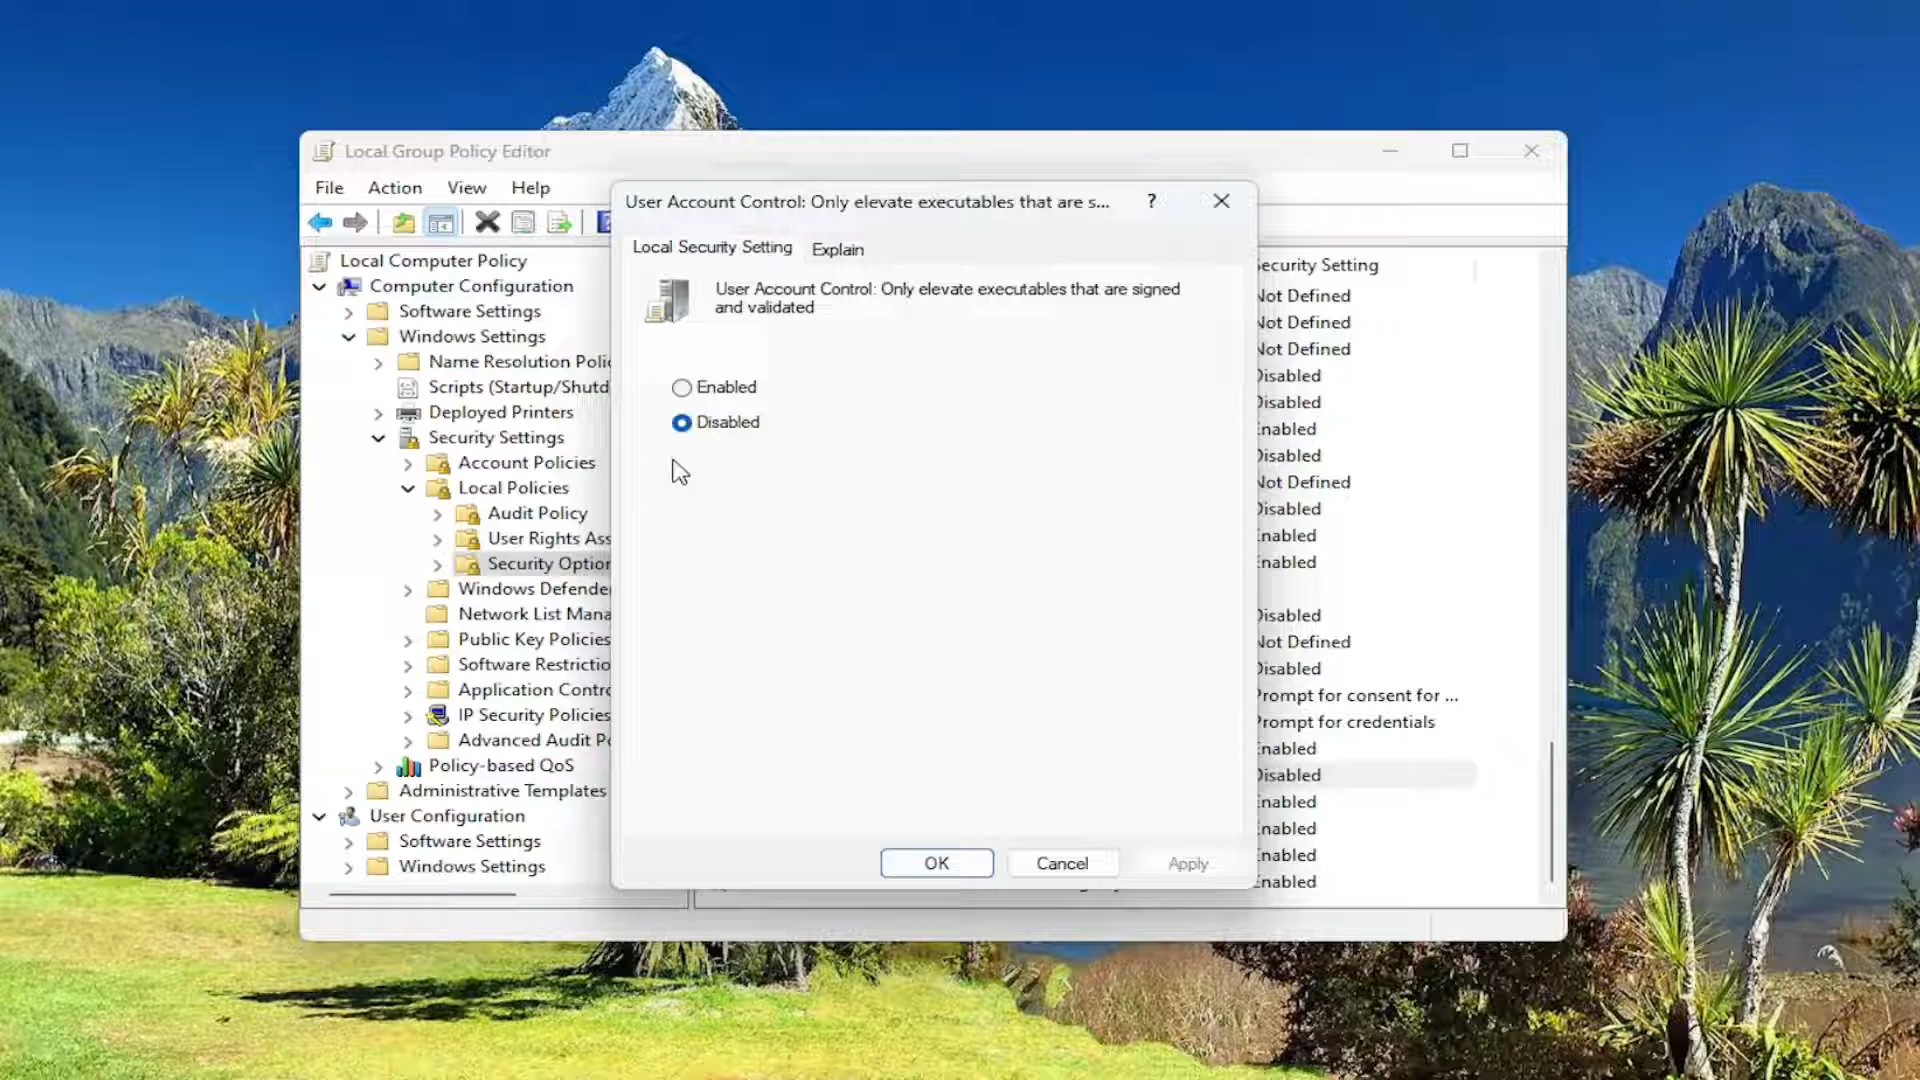 Local Group Policy Editor
File Action View Help
User Account Control: Only elevate executables that are s... ?
Local Security Setting Explain
User Account Control: Only elevate executables that are signed
and validated
Enabled
Disabled
OK Cancel Apply
Local Computer Policy
Computer Configuration
Software Settings
Windows Settings
Name Resolution Polic
Scripts (Startup/Shutd
Deployed Printers
Security Settings
Account Policies
Local Policies
Audit Policy
User Rights Ass
Security Option
Windows Defende
Network List Mana
Public Key Policies
Software Restrictio
Application Contro
IP Security Policies
Advanced Audit Po
Policy-based QoS
Administrative Templates
User Configuration
Software Settings
Windows Settings
Security Setting
Not Defined
Not Defined
Not Defined
Disabled
Disabled
Enabled
Disabled
Not Defined
Disabled
Enabled
Enabled
Disabled
Not Defined
Disabled
Prompt for consent for ...
Prompt for credentials
Enabled
Disabled
Enabled
Enabled
Enabled
Enabled